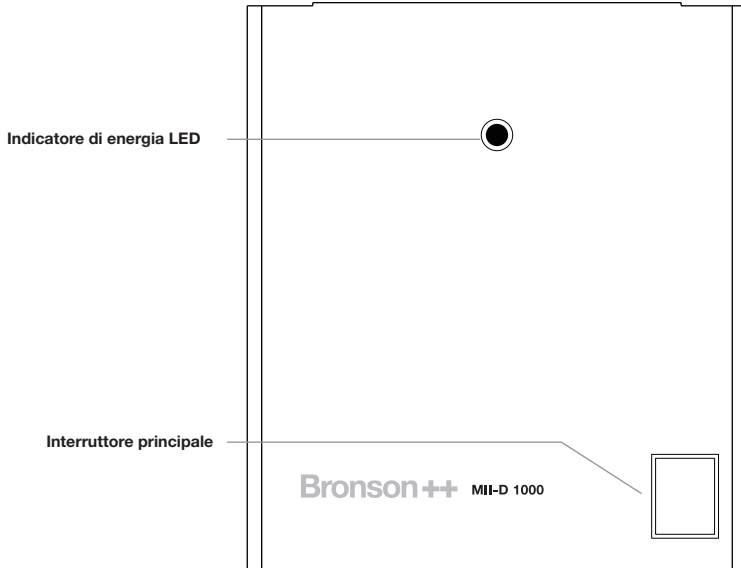 Indicatore di energia LED
Interruttore principale
Bronson++ MII-D 1000